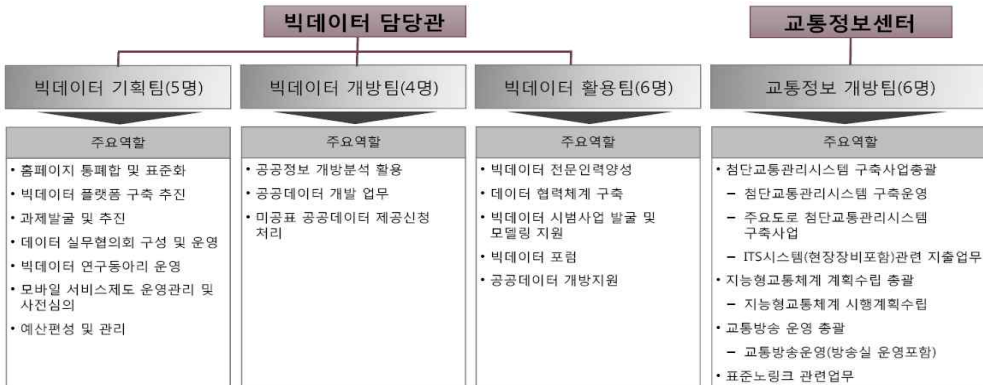 빅데이터 담당관
교통정보센터
빅데이터 기획팀(5명)
빅데이터 개방팀(4명)
빅데이터 활용팀(6명)
교통정보 개방팀(6명)
주요역할
• 홈페이지 통폐합 및 표준화
• 빅데이터 플랫폼 구축 추진
• 과제발굴 및 추진
• 데이터 실무협의회 구성 및 운영
• 빅데이터 연구동아리 운영
• 모바일 서비스제도 운영관리 및
사전심의
• 예산편성 및 관리
주요역할
• 공공정보 개방분석 활용
• 공공데이터 개발 업무
• 미공표 공공데이터 제공신청
처리
주요역할
• 빅데이터 전문인력양성
• 데이터 협력체계 구축
• 빅데이터 시범사업 발굴 및
모델링 지원
• 빅데이터 포럼
• 공공데이터 개방지원
주요역할
• 첨단교통관리시스템 구축사업총괄
– 첨단교통관리시스템 구축운영
– 주요도로 첨단교통관리시스템
구축사업
– ITS시스템(현장장비포함)관련 지출업무
• 지능형교통체계 계획수립 총괄
– 지능형교통체계 시행계획수립
• 교통방송 운영 총괄
– 교통방송운영(방송실 운영포함)
• 표준노링크 관련업무